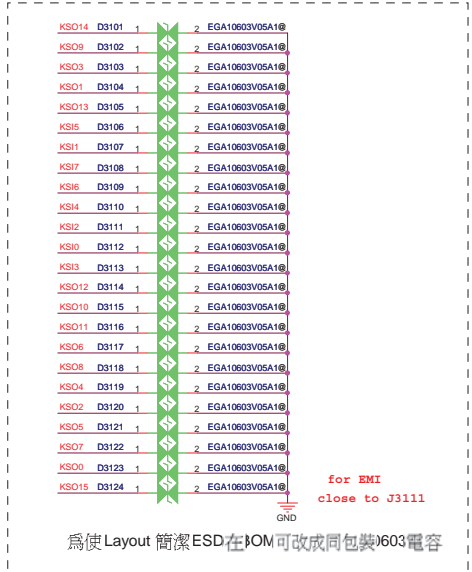 KSO14 D3101 1 2 EGA10603V05A1@
KSO9 D3102 1 2 EGA10603V05A1@
KSO3 D3103 1 2 EGA10603V05A1@
KSO1 D3104 1 2 EGA10603V05A1@
KSO13 D3105 1 2 EGA10603V05A1@
KSI5 D3106 1 2 EGA10603V05A1@
KSI1 D3107 1 2 EGA10603V05A1@
KSI7 D3108 1 2 EGA10603V05A1@
KSI6 D3109 1 2 EGA10603V05A1@
KSI4 D3110 1 2 EGA10603V05A1@
KSI2 D3111 1 2 EGA10603V05A1@
KSI0 D3112 1 2 EGA10603V05A1@
KSI3 D3113 1 2 EGA10603V05A1@
KSO12 D3114 1 2 EGA10603V05A1@
KSO10 D3115 1 2 EGA10603V05A1@
KSO11 D3116 1 2 EGA10603V05A1@
KSO6 D3117 1 2 EGA10603V05A1@
KSO8 D3118 1 2 EGA10603V05A1@
KSO4 D3119 1 2 EGA10603V05A1@
KSO2 D3120 1 2 EGA10603V05A1@
KSO5 D3121 1 2 EGA10603V05A1@
KSO7 D3122 1 2 EGA10603V05A1@
KSO0 D3123 1 2 EGA10603V05A1@
KSO15 D3124 1 2 EGA10603V05A1@
for EMI
close to J3111
GND
為使Layout 簡潔ESD在BOM可改成同包裝0603電容